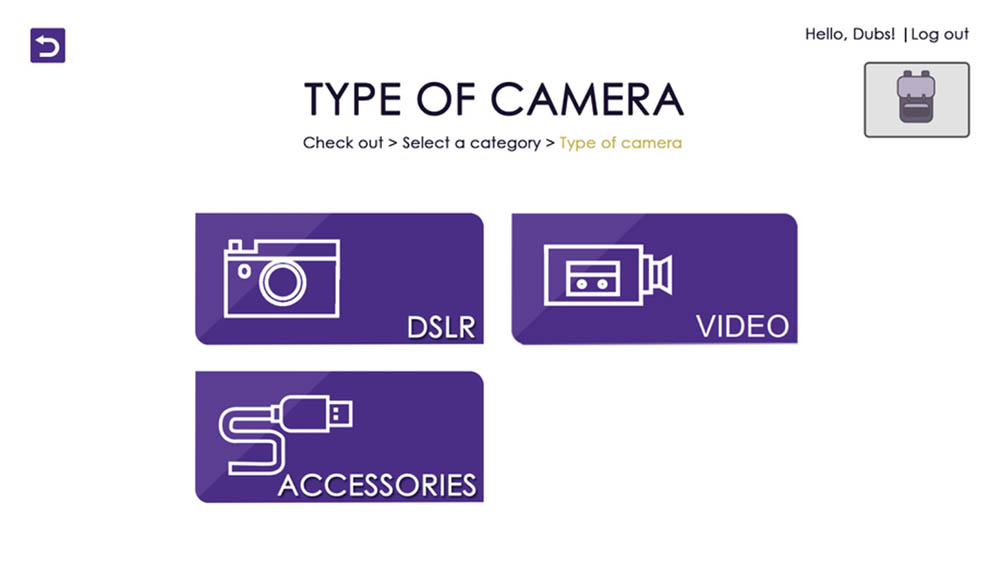 Hello, Dubs! | Log out
TYPE OF CAMERA
Check out > Select a category > Type of camera
DSLR
VIDEO
ACCESSORIES